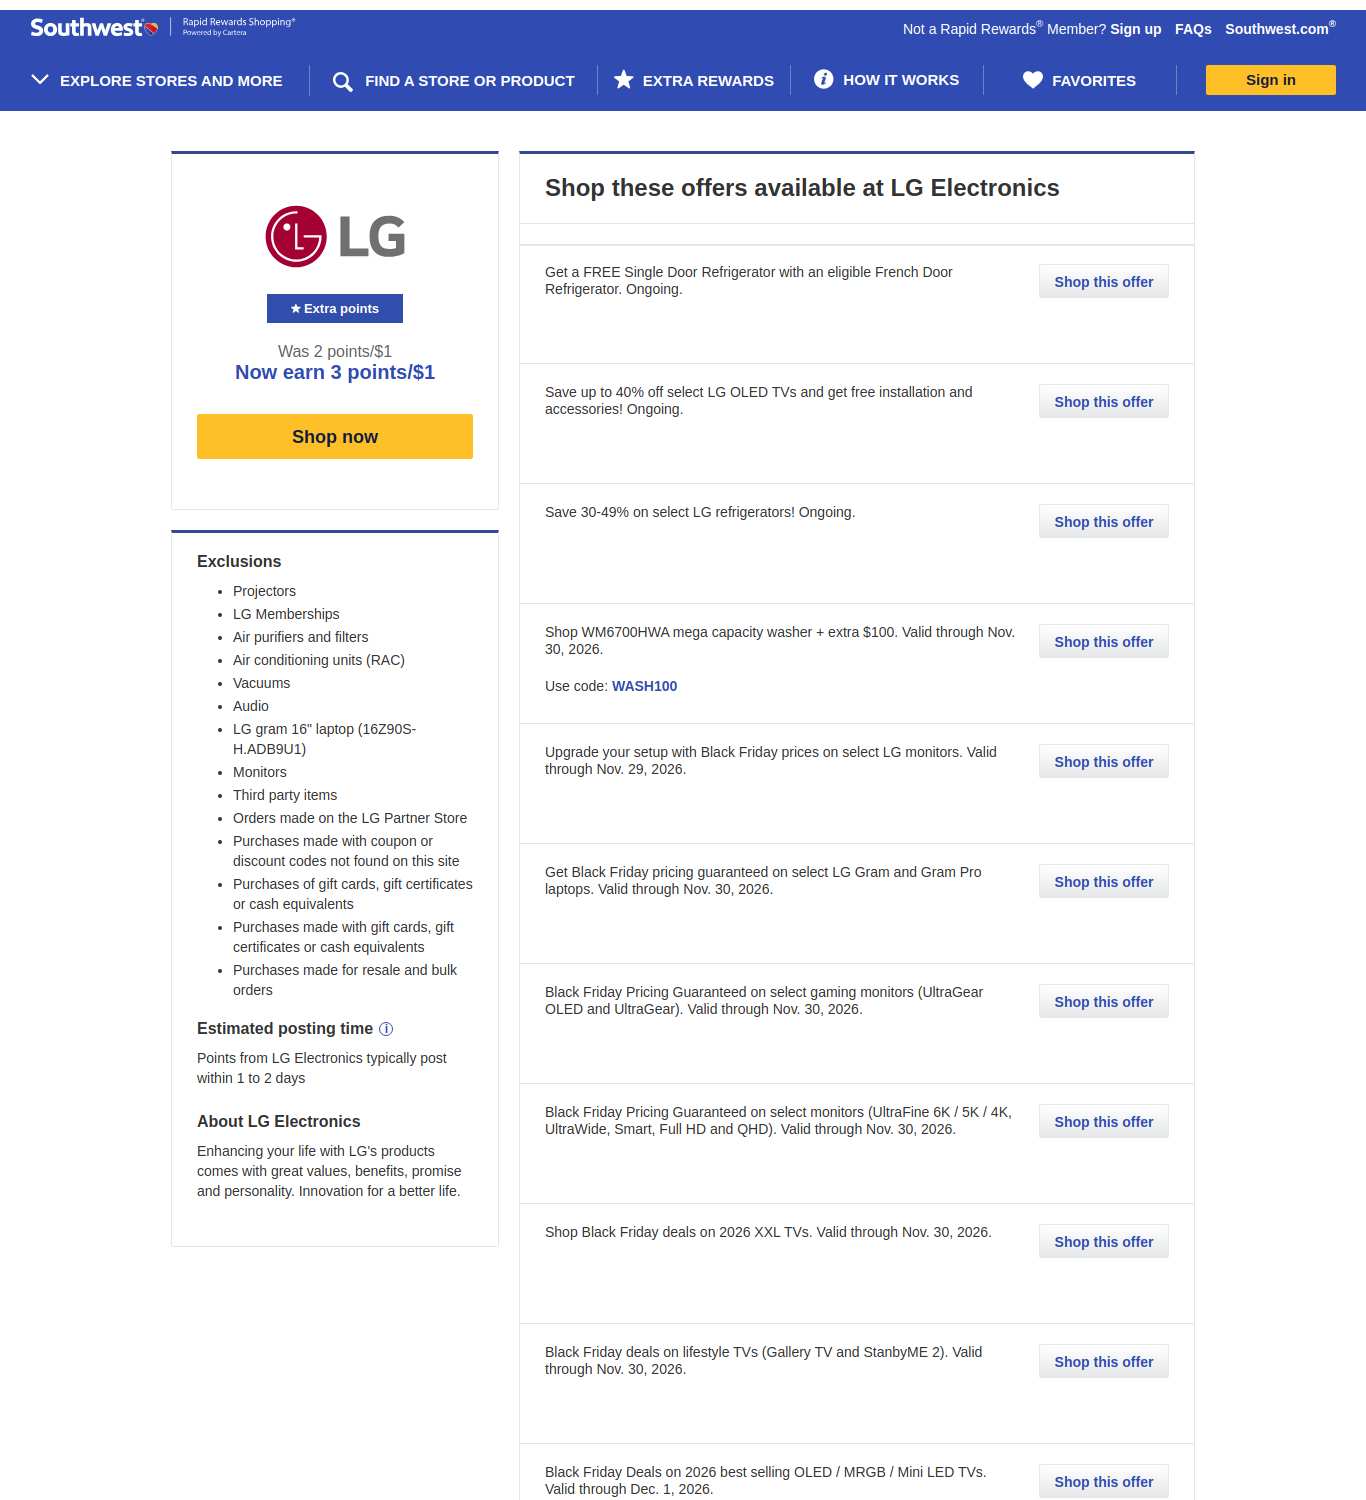 Southwest
Rapid Rewards Shopping®
Powered by Cartera
Not a Rapid Rewards® Member? Sign up FAQs Southwest.com®
EXPLORE STORES AND MORE
FIND A STORE OR PRODUCT
EXTRA REWARDS
HOW IT WORKS
FAVORITES
Sign in
LG
Extra points
Was 2 points/$1
Now earn 3 points/$1
Shop now
Exclusions
• Projectors
• LG Memberships
• Air purifiers and filters
• Air conditioning units (RAC)
• Vacuums
• Audio
• LG gram 16" laptop (16Z90S-
H.ADB9U1)
• Monitors
• Third party items
• Orders made on the LG Partner Store
• Purchases made with coupon or
discount codes not found on this site
• Purchases of gift cards, gift certificates
or cash equivalents
• Purchases made with gift cards, gift
certificates or cash equivalents
• Purchases made for resale and bulk
orders
Estimated posting time
Points from LG Electronics typically post
within 1 to 2 days
About LG Electronics
Enhancing your life with LG's products
comes with great values, benefits, promise
and personality. Innovation for a better life.
Shop these offers available at LG Electronics
Get a FREE Single Door Refrigerator with an eligible French Door
Refrigerator. Ongoing.
Shop this offer
Save up to 40% off select LG OLED TVs and get free installation and
accessories! Ongoing.
Shop this offer
Save 30-49% on select LG refrigerators! Ongoing.
Shop this offer
Shop WM6700HWA mega capacity washer + extra $100. Valid through Nov.
30, 2026.
Use code: WASH100
Shop this offer
Upgrade your setup with Black Friday prices on select LG monitors. Valid
through Nov. 29, 2026.
Shop this offer
Get Black Friday pricing guaranteed on select LG Gram and Gram Pro
laptops. Valid through Nov. 30, 2026.
Shop this offer
Black Friday Pricing Guaranteed on select gaming monitors (UltraGear
OLED and UltraGear). Valid through Nov. 30, 2026.
Shop this offer
Black Friday Pricing Guaranteed on select monitors (UltraFine 6K / 5K / 4K,
UltraWide, Smart, Full HD and QHD). Valid through Nov. 30, 2026.
Shop this offer
Shop Black Friday deals on 2026 XXL TVs. Valid through Nov. 30, 2026.
Shop this offer
Black Friday deals on lifestyle TVs (Gallery TV and StanbyME 2). Valid
through Nov. 30, 2026.
Shop this offer
Black Friday Deals on 2026 best selling OLED / MRGB / Mini LED TVs.
Valid through Dec. 1, 2026.
Shop this offer